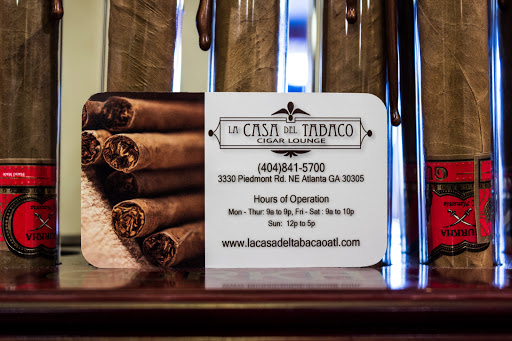 LA CASA DEL TABACO
CIGAR LOUNGE
(404)841-5700
3330 Piedmont Rd. NE Atlanta GA 30305
Hours of Operation
Mon - Thur: 9a to 9p, Fri - Sat : 9a to 10p
Sun: 12p to 5p
www.lacasadeltabacaoatl.com